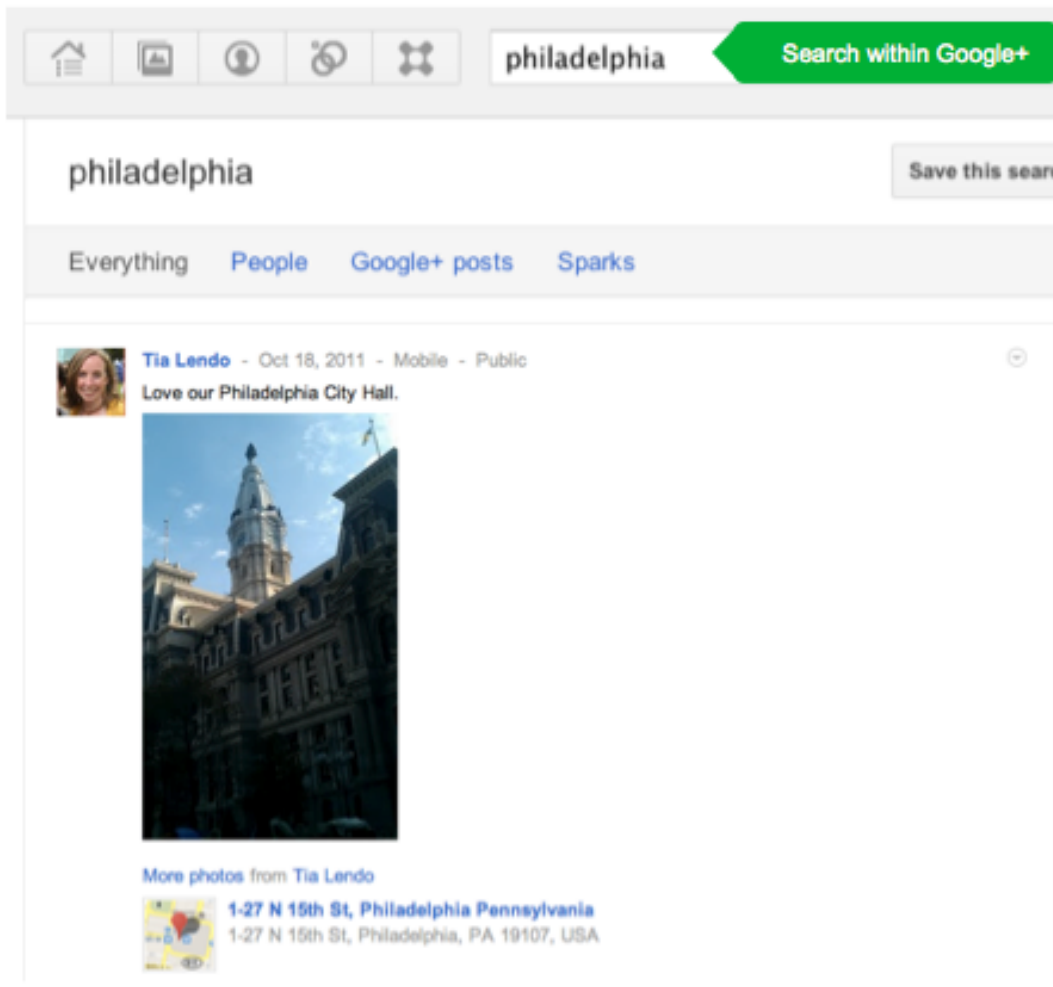 philadelphia
Search within Google+
philadelphia
Save this sear
Everything People Google+ posts Sparks
Tia Lendo - Oct 18, 2011 - Mobile - Public
Love our Philadelphia City Hall.
More photos from Tia Lendo
1-27 N 15th St, Philadelphia Pennsylvania
1-27 N 15th St, Philadelphia, PA 19107, USA